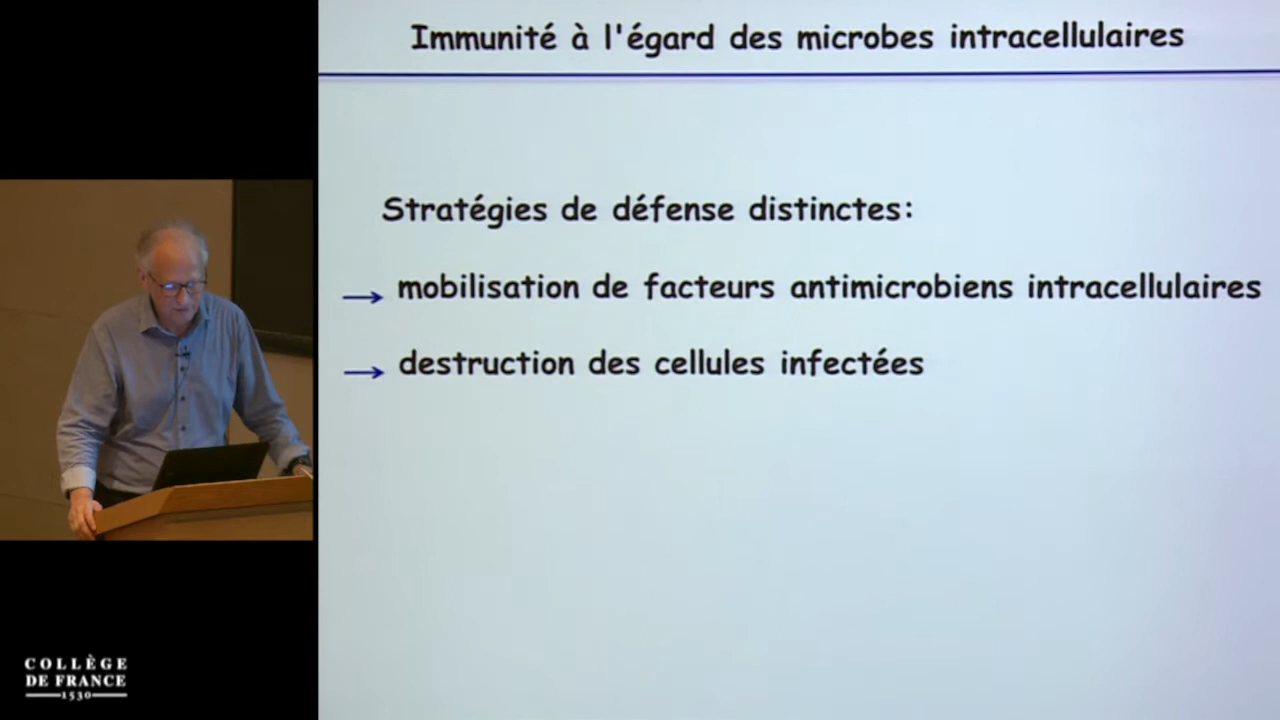 Immunité à l'égard des microbes intracellulaires
Stratégies de défense distinctes:
→ mobilisation de facteurs antimicrobiens intracellulaires
→ destruction des cellules infectées
COLLÈGE
DE FRANCE
1530